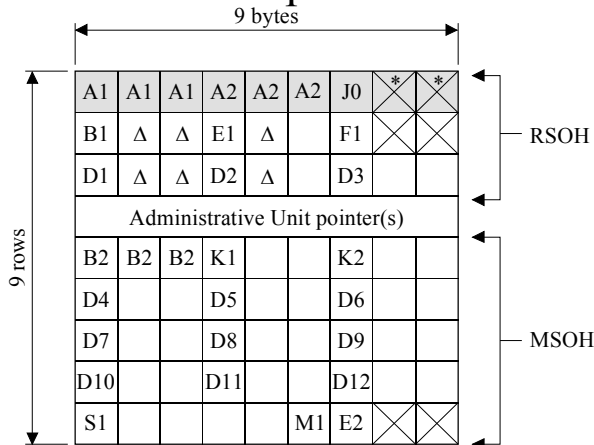 9 bytes
A1 A1 A1 A2 A2 A2 J0 * *
B1 Δ Δ E1 Δ F1
RSOH
D1 Δ Δ D2 Δ D3
Administrative Unit pointer(s)
9 rows
B2 B2 B2 K1 K2
D4 D5 D6
D7 D8 D9
MSOH
D10 D11 D12
S1 M1 E2